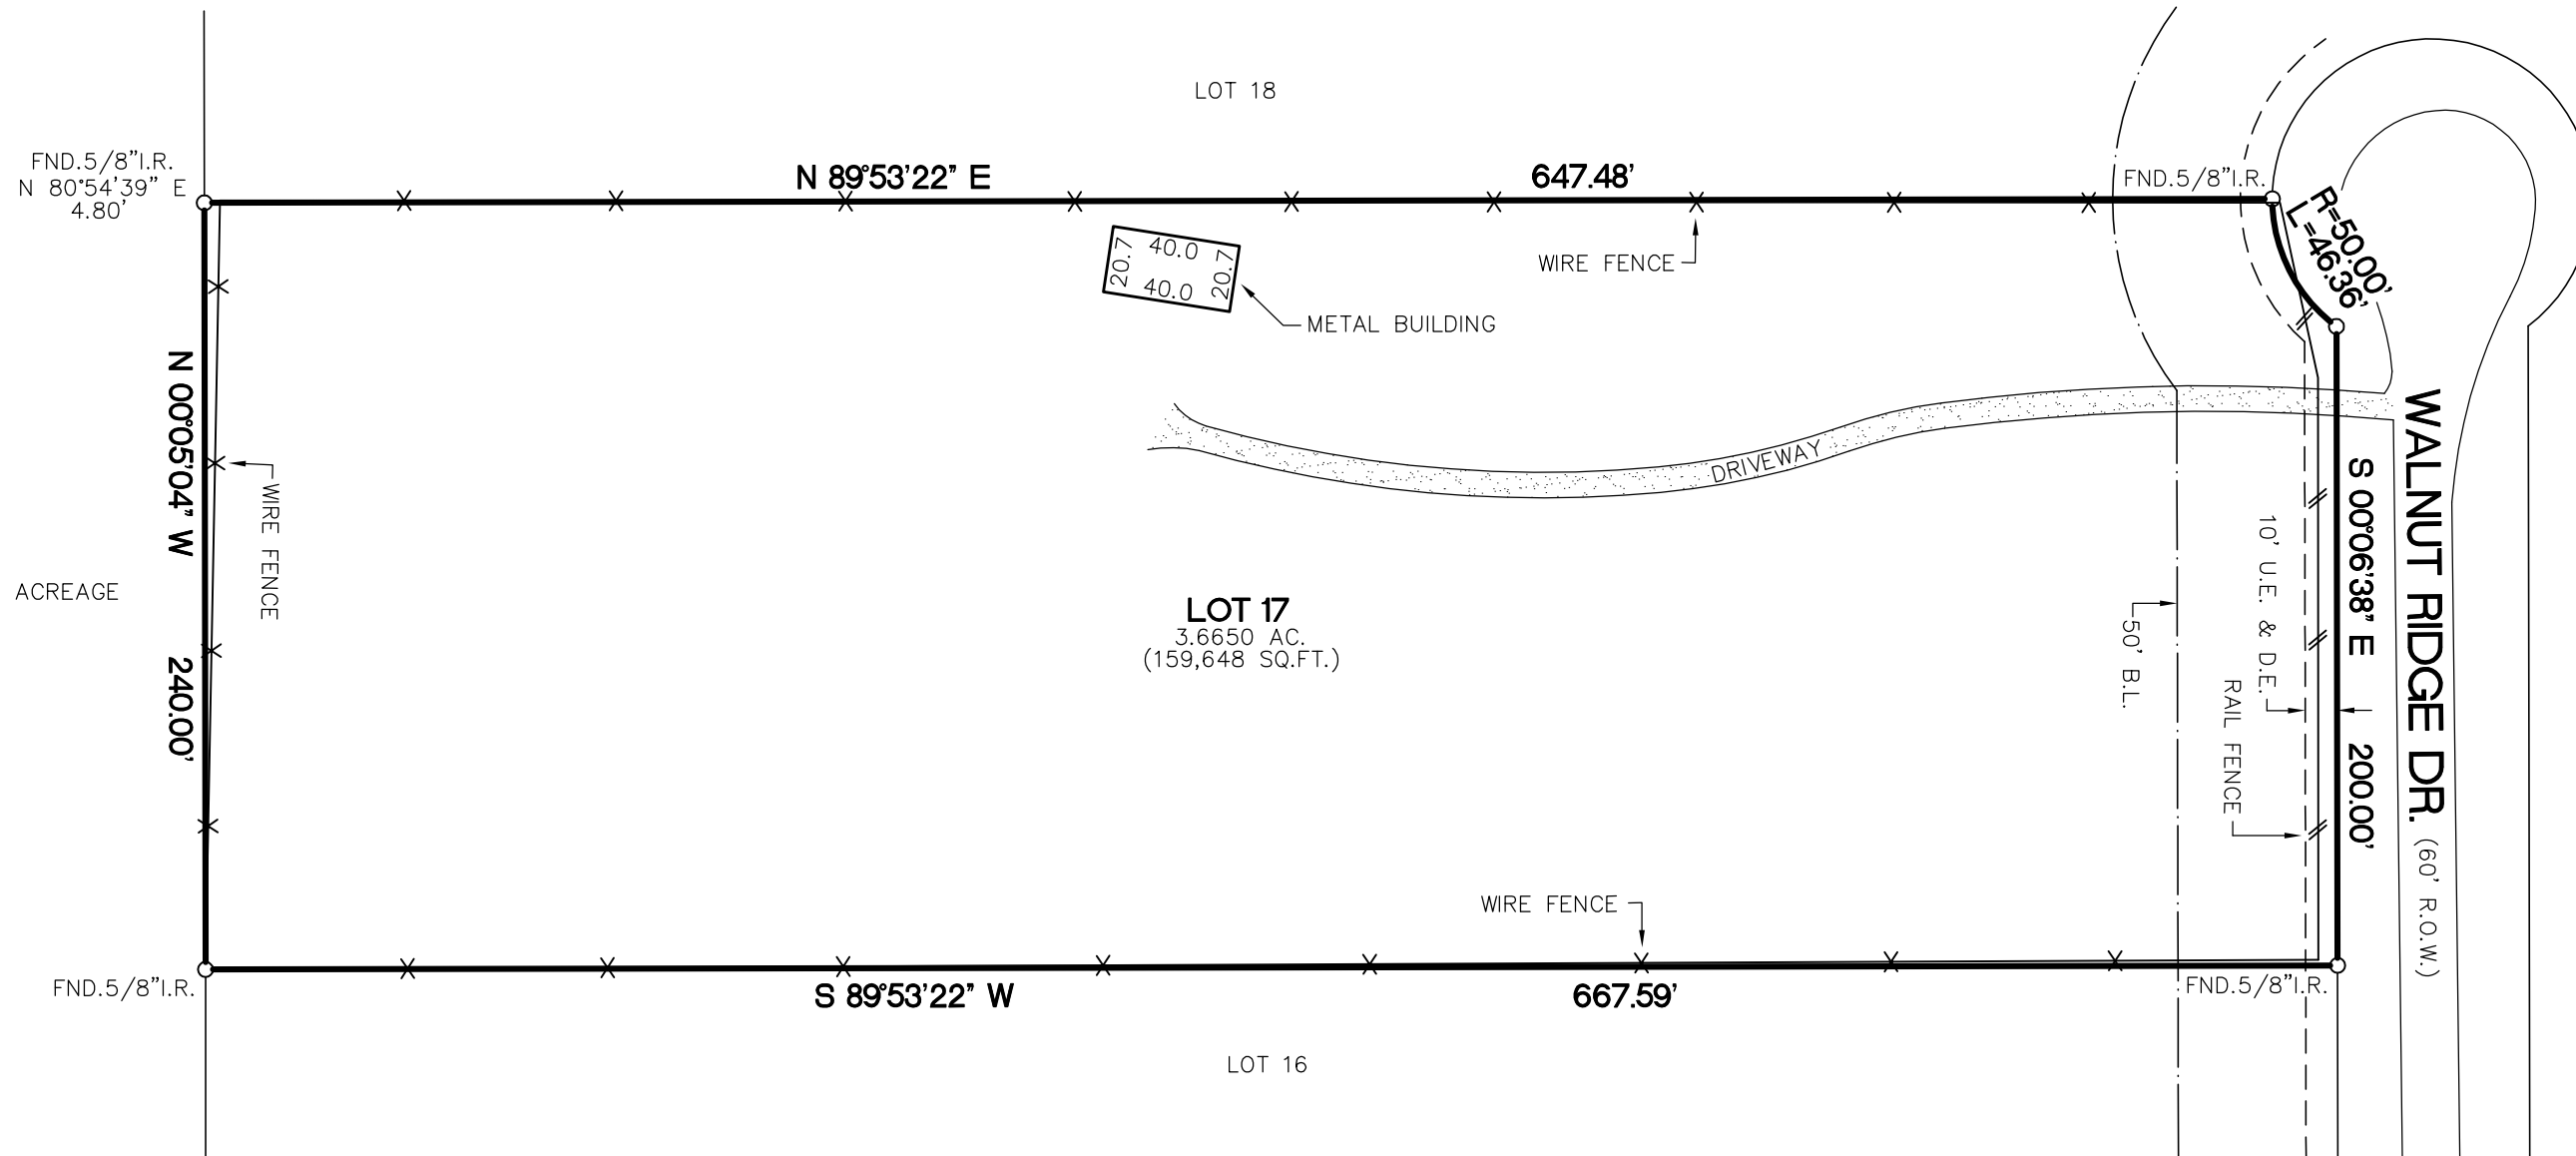 LOT 18
FND.5/8"I.R.
N 80°54'39" E
4.80'
N 89°53'22" E
647.48'
FND.5/8"I.R.
R=50.00'
L=46.36'
20.7
40.0
40.0
20.7
WIRE FENCE
METAL BUILDING
N 00°05'04" W
240.00'
WIRE FENCE
ACREAGE
DRIVEWAY
LOT 17
3.6650 AC.
(159,648 SQ.FT.)
50' B.L.
10' U.E. & D.E.
RAIL FENCE
S 00°06'38" E
200.00'
WALNUT RIDGE DR. (60' R.O.W.)
WIRE FENCE
FND.5/8"I.R.
S 89°53'22" W
667.59'
FND.5/8"I.R.
LOT 16